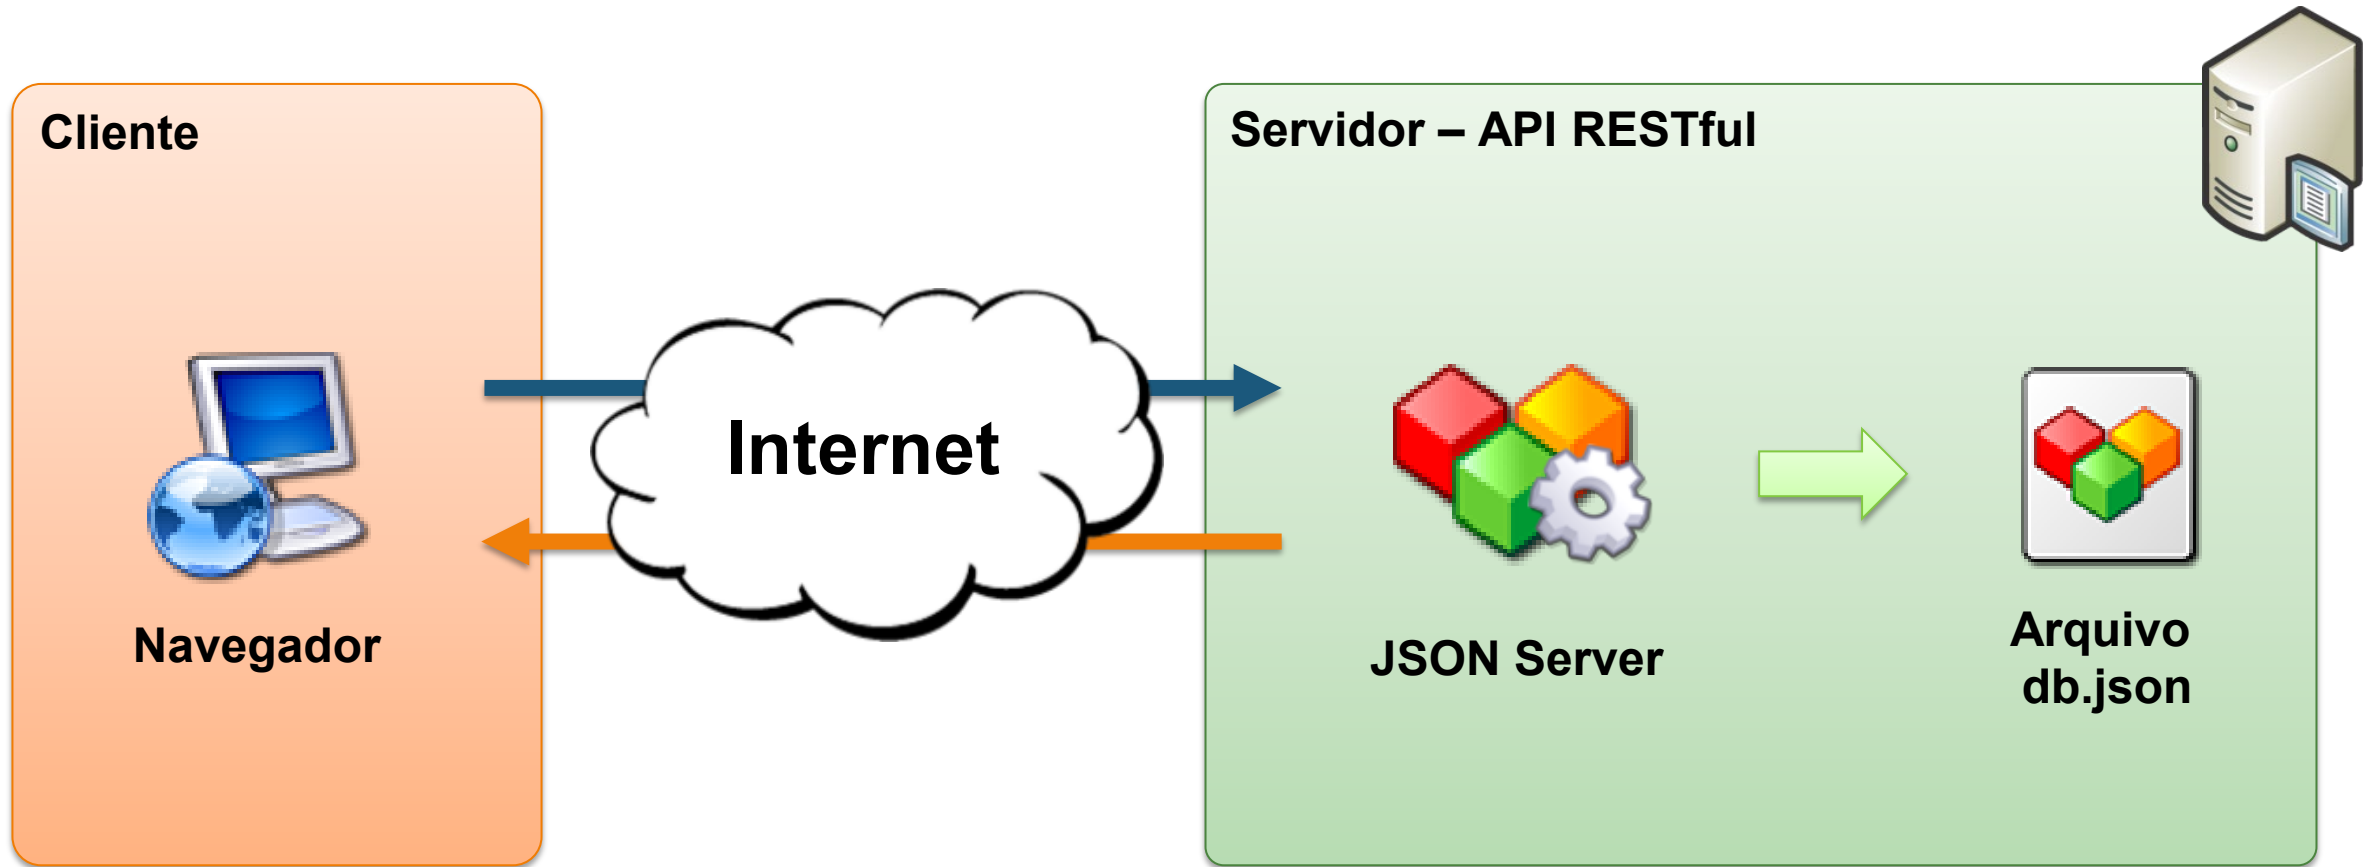 Cliente
Servidor – API RESTful
Internet
Navegador
JSON Server
Arquivo
db.json